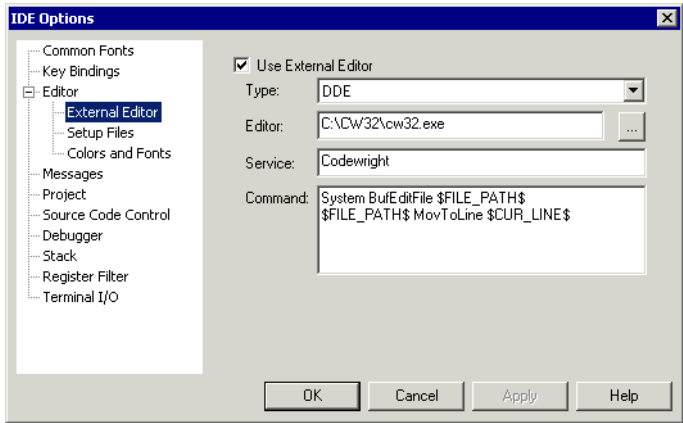 IDE Options
Common Fonts
Key Bindings
Editor
External Editor
Setup Files
Colors and Fonts
Messages
Project
Source Code Control
Debugger
Stack
Register Filter
Terminal I/O
Use External Editor
Type: DDE
Editor: C:\CW32\cw32.exe ...
Service: Codewright
Command: System BufEditFile $FILE_PATH$
$FILE_PATH$ MovToLine $CUR_LINE$
OK Cancel Apply Help